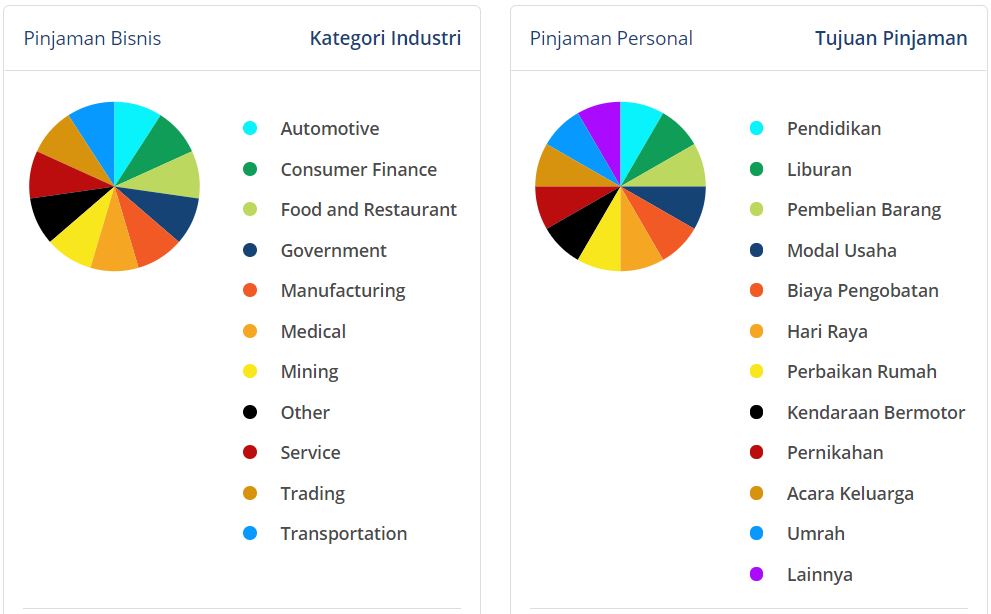 Pinjaman Bisnis
Kategori Industri
Automotive
Consumer Finance
Food and Restaurant
Government
Manufacturing
Medical
Mining
Other
Service
Trading
Transportation
Pinjaman Personal
Tujuan Pinjaman
Pendidikan
Liburan
Pembelian Barang
Modal Usaha
Biaya Pengobatan
Hari Raya
Perbaikan Rumah
Kendaraan Bermotor
Pernikahan
Acara Keluarga
Umrah
Lainnya